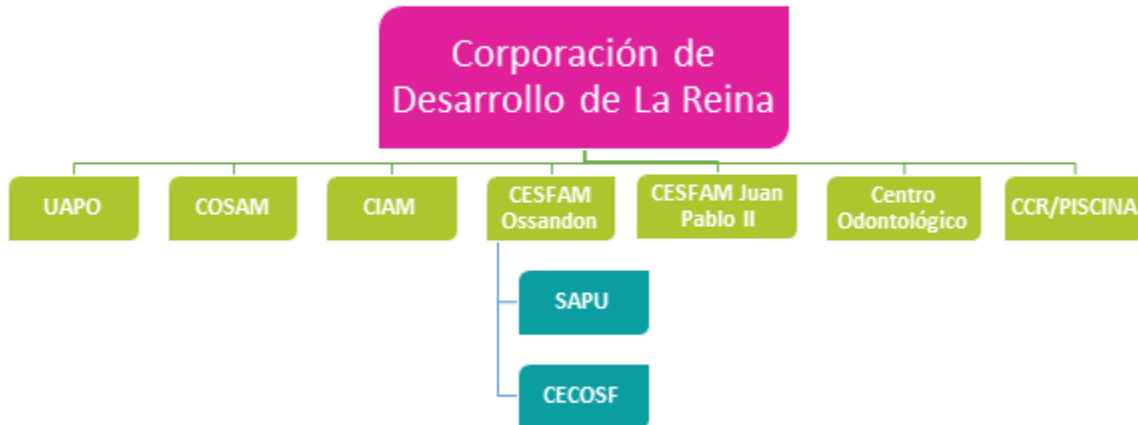 Corporación de
Desarrollo de La Reina
UAPO
COSAM
CIAM
CESFAM
Ossandon
CESFAM Juan
Pablo II
Centro
Odontológico
CCR/PISCINA
SAPU
CECOSF